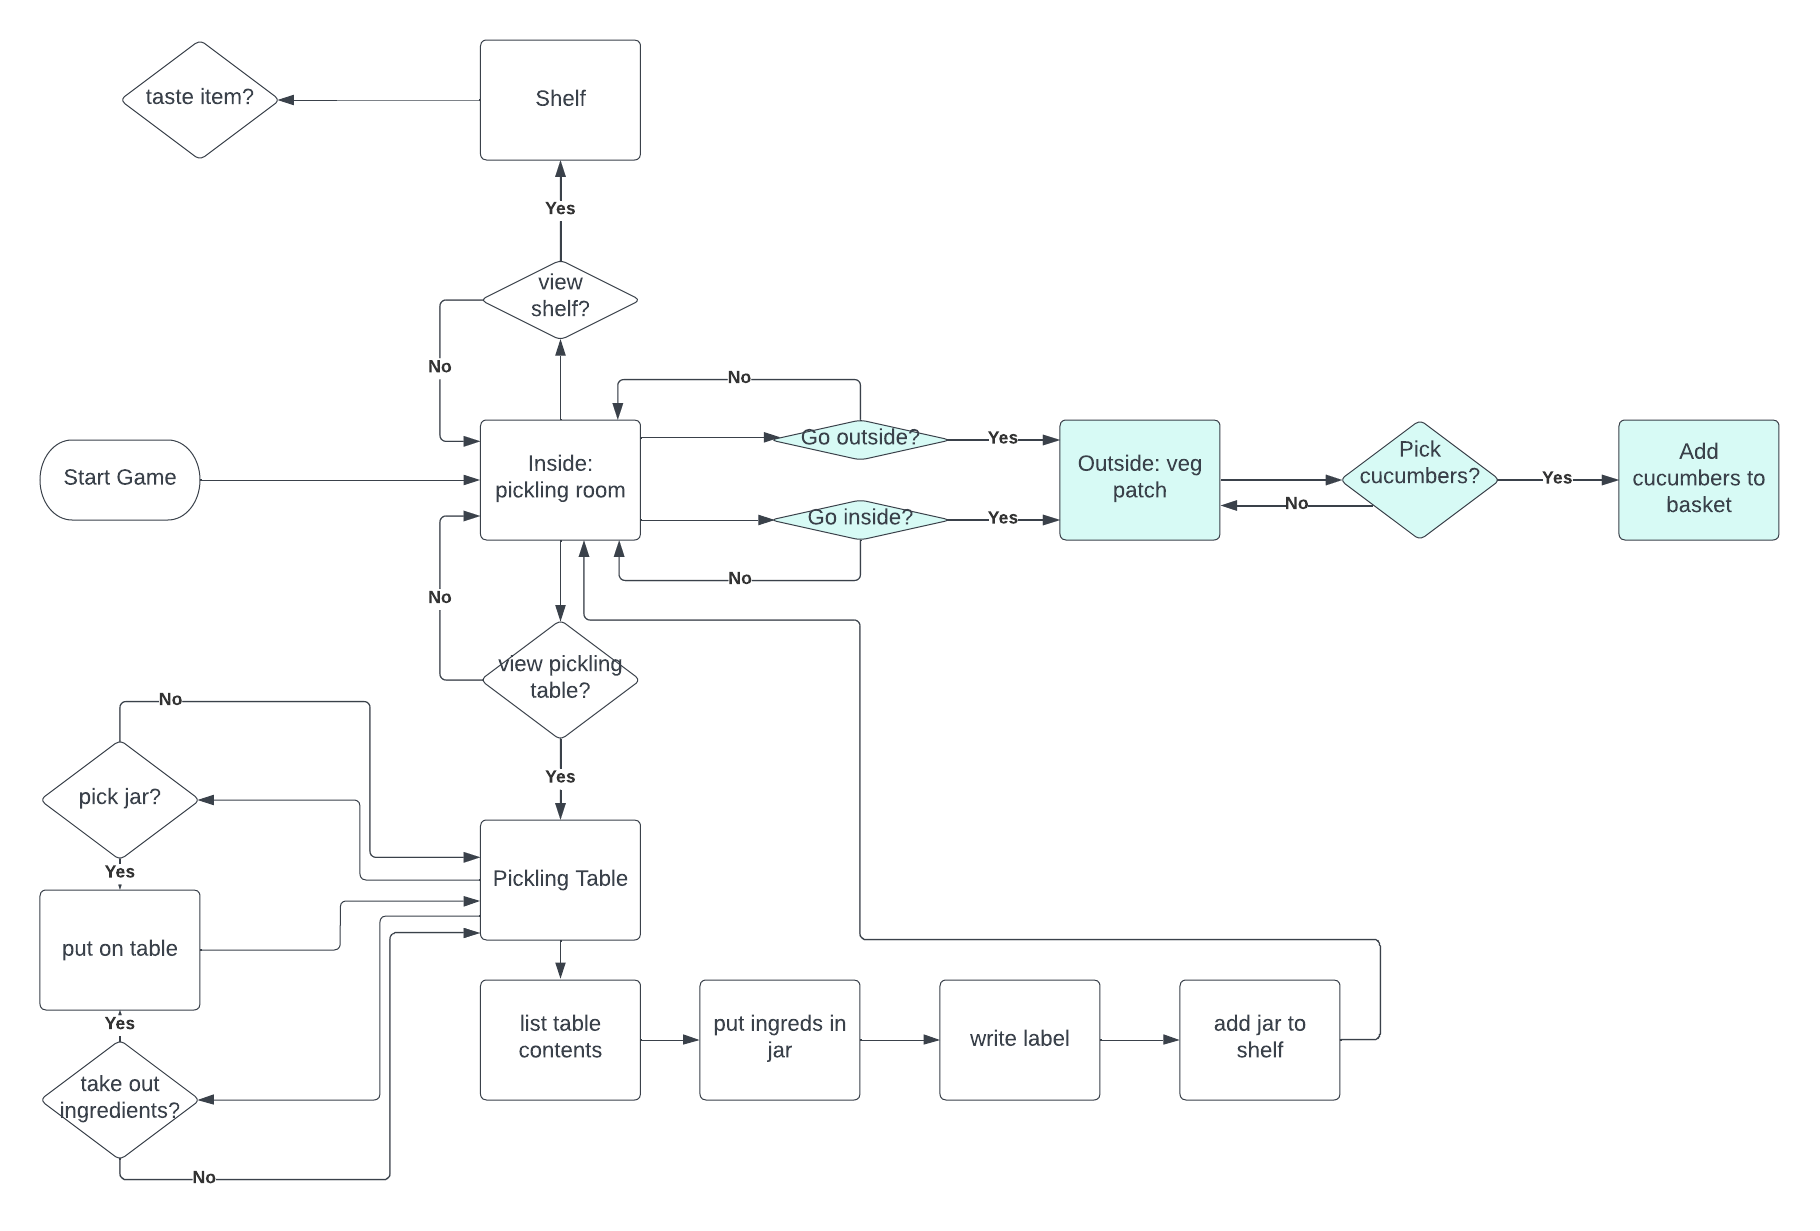 taste item?
Shelf
Yes
view
shelf?
No
No
Start Game
Inside:
pickling room
Go outside?
Yes
Outside: veg
patch
Pick
cucumbers?
Yes
Add
cucumbers to
basket
No
Go inside?
Yes
No
No
view pickling
table?
No
Yes
pick jar?
Yes
Pickling Table
put on table
Yes
take out
ingredients?
No
list table
contents
put ingreds in
jar
write label
add jar to
shelf